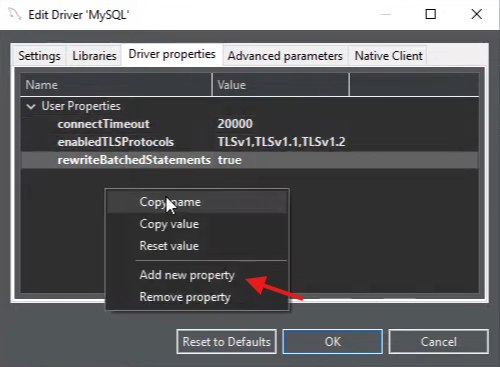 Edit Driver 'MySQL'
Settings Libraries Driver properties Advanced parameters Native Client
Name Value
User Properties
connectTimeout 20000
enabledTLSProtocols TLSv1,TLSv1.1,TLSv1.2
rewriteBatchedStatements true
Copy name
Copy value
Reset value
Add new property
Remove property
Reset to Defaults OK Cancel